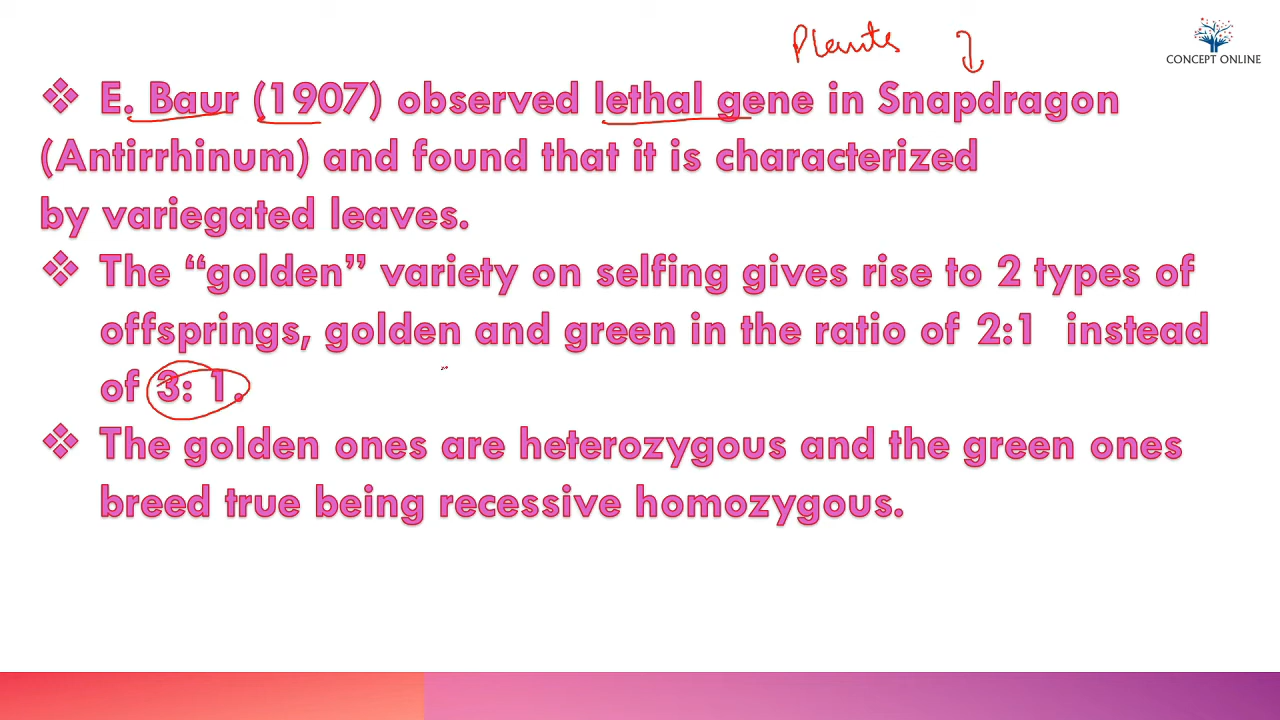 Plants
CONCEPT ONLINE
❖ E. Baur (1907) observed lethal gene in Snapdragon
(Antirrhinum) and found that it is characterized
by variegated leaves.
❖ The “golden” variety on selfing gives rise to 2 types of
offsprings, golden and green in the ratio of 2:1 instead
of 3: 1.
❖ The golden ones are heterozygous and the green ones
breed true being recessive homozygous.